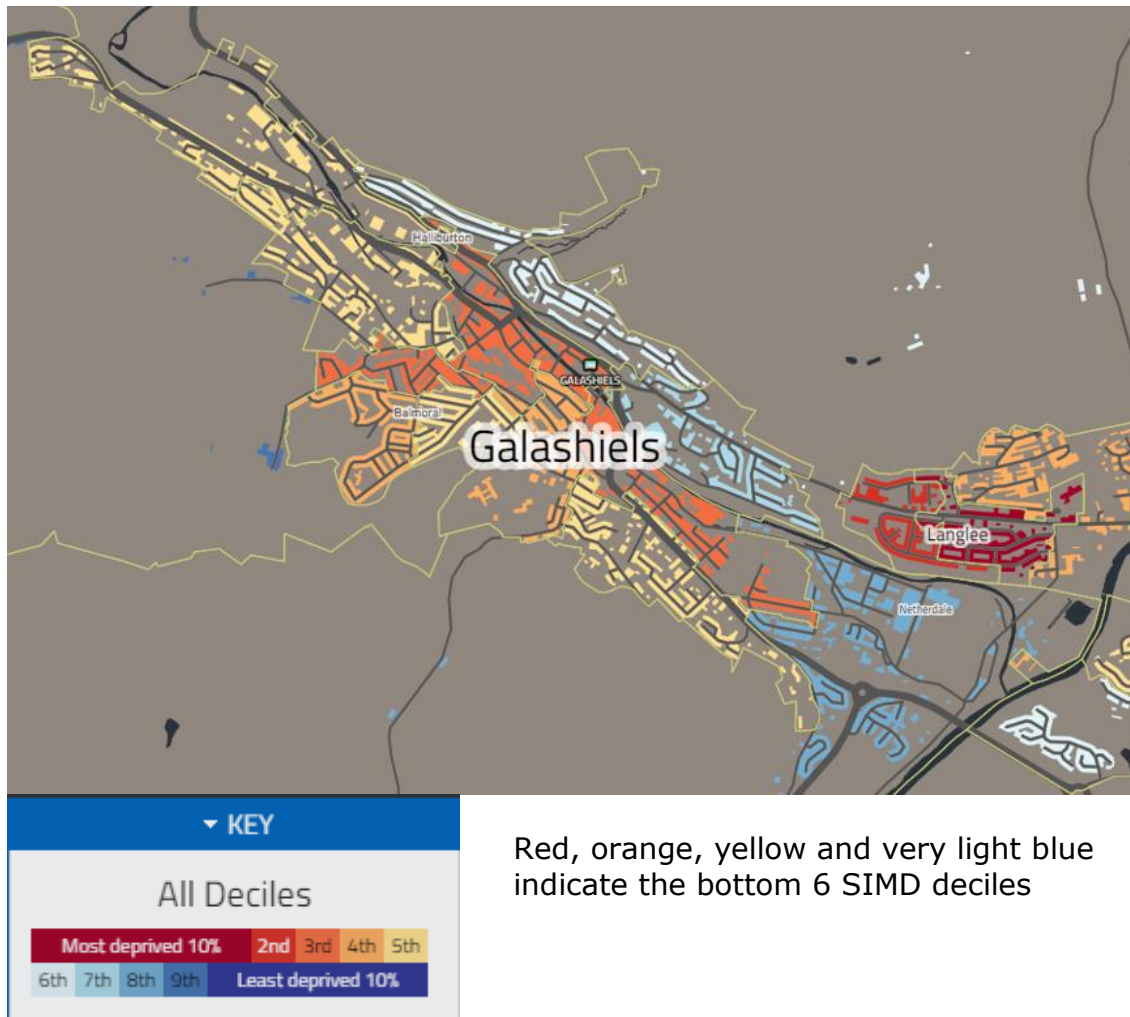 Halliburton
GALASHIELS
Balmoral
Galashiels
Langlee
Netherdale
KEY
All Deciles
Most deprived 10% 2nd 3rd 4th 5th
6th 7th 8th 9th Least deprived 10%
Red, orange, yellow and very light blue
indicate the bottom 6 SIMD deciles